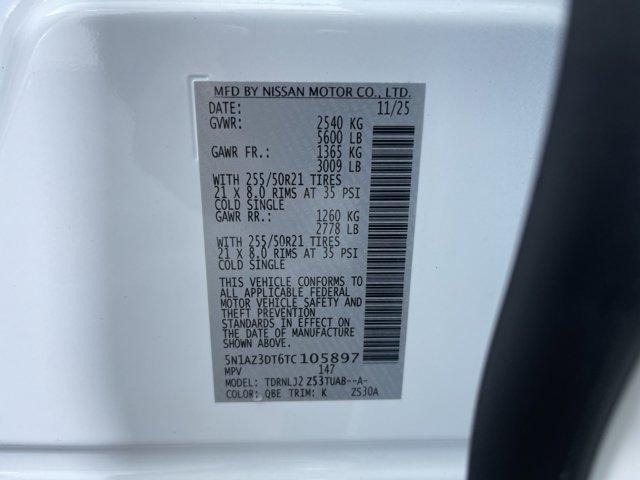 MFD BY NISSAN MOTOR CO., LTD.
DATE: 11/25
GVWR: 2540 KG
5600 LB
GAWR FR.: 1365 KG
3009 LB
WITH 255/50R21 TIRES
21 X 8.0 RIMS AT 35 PSI
COLD SINGLE
GAWR RR.: 1260 KG
2778 LB
WITH 255/50R21 TIRES
21 X 8.0 RIMS AT 35 PSI
COLD SINGLE
THIS VEHICLE CONFORMS TO
ALL APPLICABLE FEDERAL
MOTOR VEHICLE SAFETY AND
THEFT PREVENTION
STANDARDS IN EFFECT ON
THE DATE OF MANUFACTURE
SHOWN ABOVE.
5N1AZ3DT6TC105897
MPV 147
MODEL: TDRNLJ2 Z53TUAB--A-
COLOR: QBE TRIM: K ZS30A